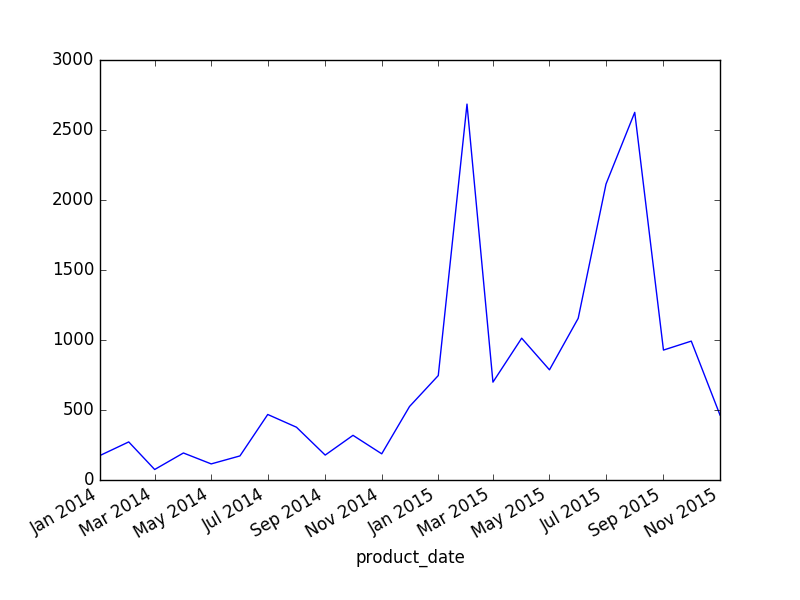 3000
2500
2000
1500
1000
500
0
Jan 2014
Mar 2014
May 2014
Jul 2014
Sep 2014
Nov 2014
Jan 2015
Mar 2015
May 2015
Jul 2015
Sep 2015
Nov 2015
product_date